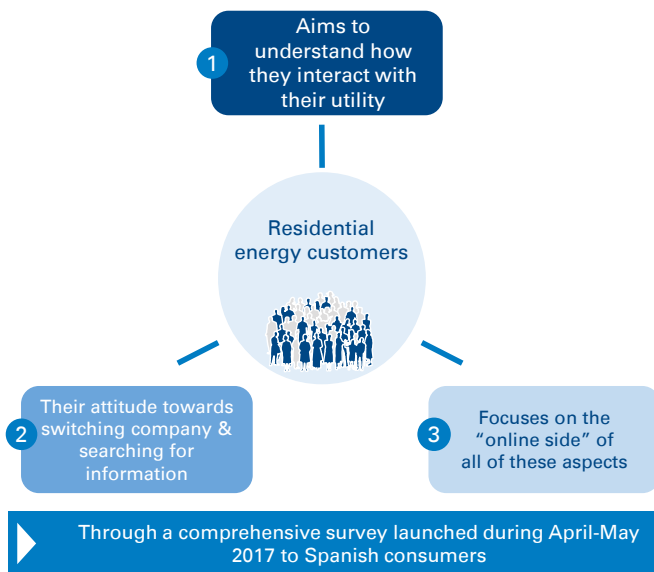 1
Aims to
understand how
they interact with
their utility
Residential
energy customers
2
Their attitude towards
switching company &
searching for
information
3
Focuses on the
“online side” of
all of these aspects
Through a comprehensive survey launched during April-May
2017 to Spanish consumers